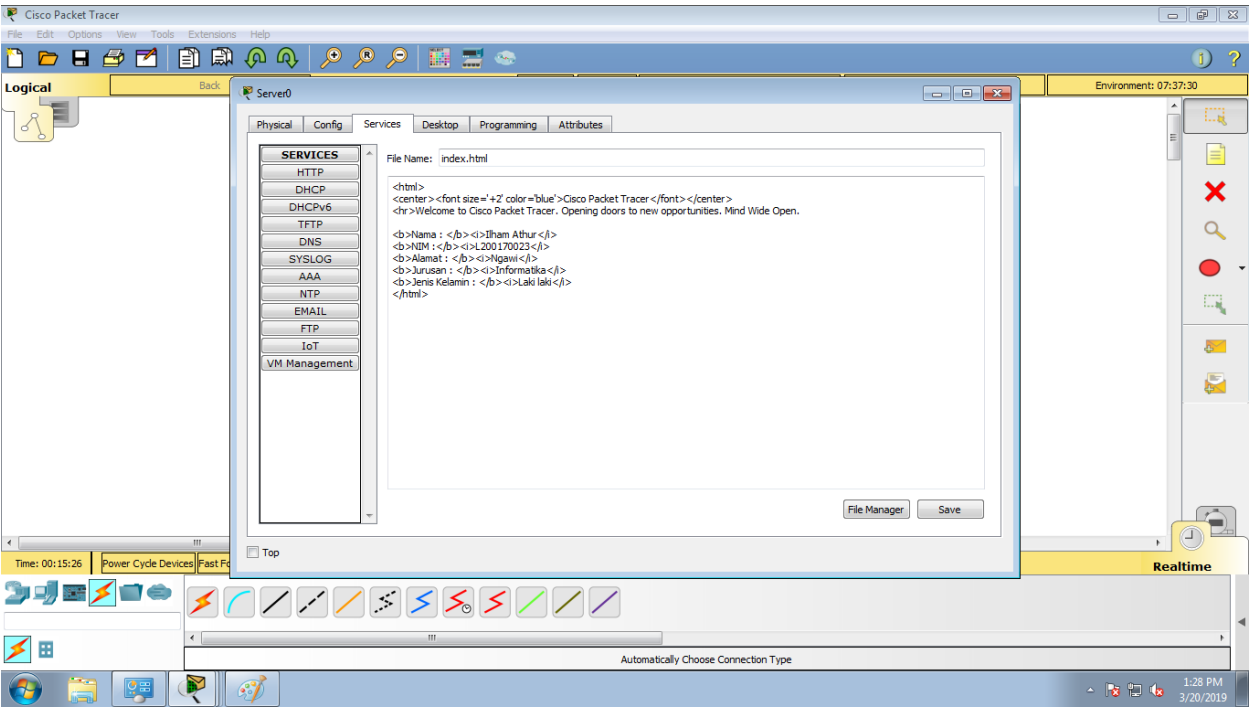 Cisco Packet Tracer
File Edit Options View Tools Extensions Help
Logical
Back
Environment: 07:37:30
Server0
Physical Config Services Desktop Programming Attributes
SERVICES
HTTP
DHCP
DHCPv6
TFTP
DNS
SYSLOG
AAA
NTP
EMAIL
FTP
IoT
VM Management
File Name: index.html
<html>
<center><font size='+2' color='blue'>Cisco Packet Tracer</font></center>
<hr>Welcome to Cisco Packet Tracer. Opening doors to new opportunities. Mind Wide Open.
<b>Nama : </b><i>Ilham Athur</i>
<b>NIM :</b><i>L200170023</i>
<b>Alamat : </b><i>Ngawi</i>
<b>Jurusan : </b><i>Informatika</i>
<b>Jenis Kelamin : </b><i>Laki laki</i>
</html>
File Manager Save
Top
Time: 00:15:26 Power Cycle Devices Fast Fo
Realtime
Automatically Choose Connection Type
1:28 PM
3/20/2019